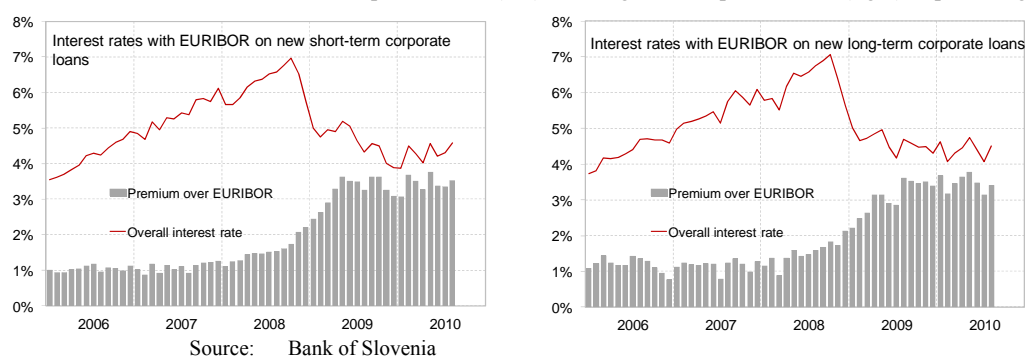 Interest rates with EURIBOR on new short-term corporate
loans
8%
7%
6%
5%
4%
3%
2%
1%
0%
Premium over EURIBOR
Overall interest rate
2006 2007 2008 2009 2010
Interest rates with EURIBOR on new long-term corporate loans
8%
7%
6%
5%
4%
3%
2%
1%
0%
Premium over EURIBOR
Overall interest rate
2006 2007 2008 2009 2010
Source: Bank of Slovenia